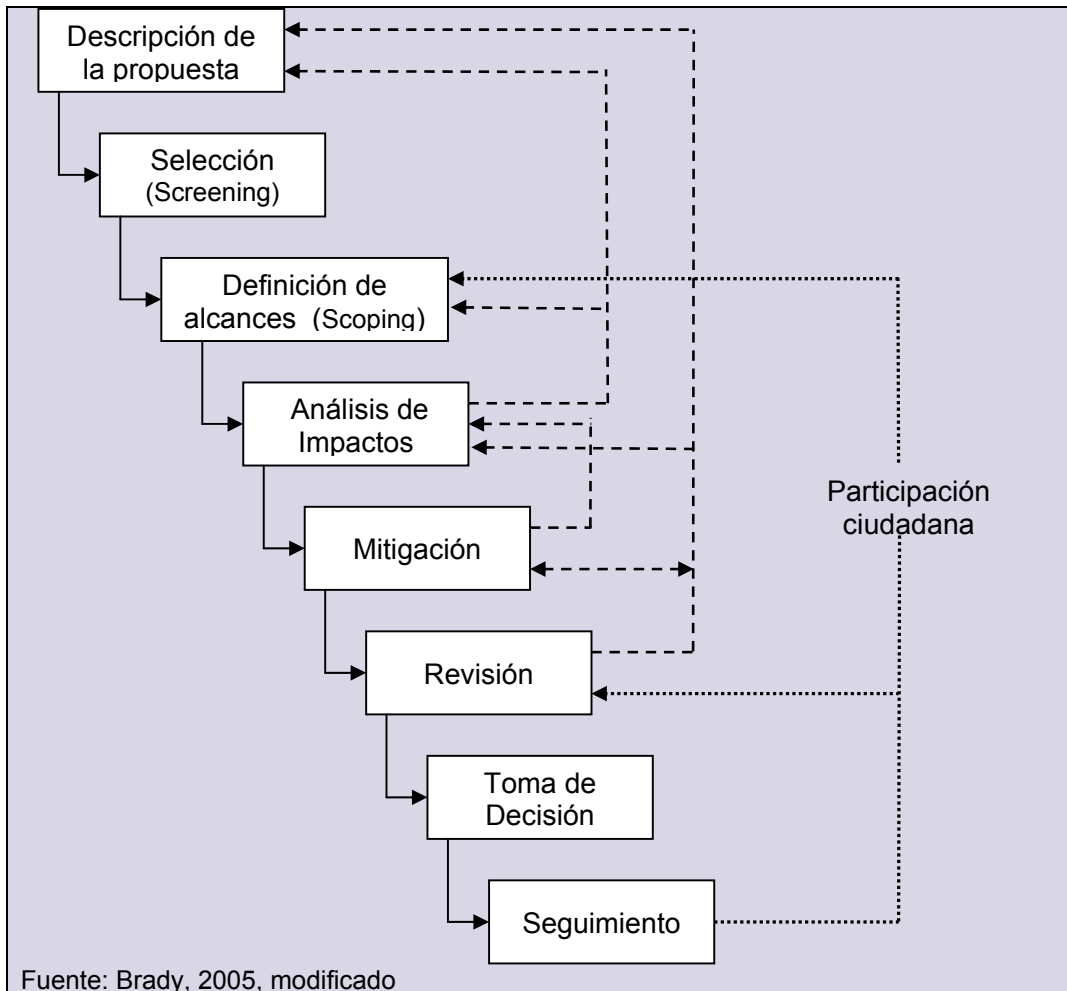 Descripción de
la propuesta
Selección
(Screening)
Definición de
alcances (Scoping)
Análisis de
Impactos
Mitigación
Participación
ciudadana
Revisión
Toma de
Decisión
Seguimiento
Fuente: Brady, 2005, modificado